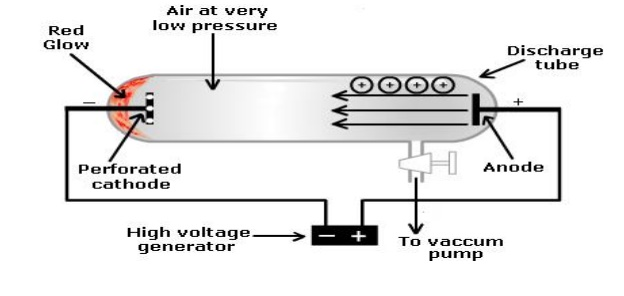 Air at very
low pressure
Red
Glow
Discharge
tube
+ + + +
−
+
Perforated
cathode
Anode
High voltage
generator
− +
To vaccum
pump